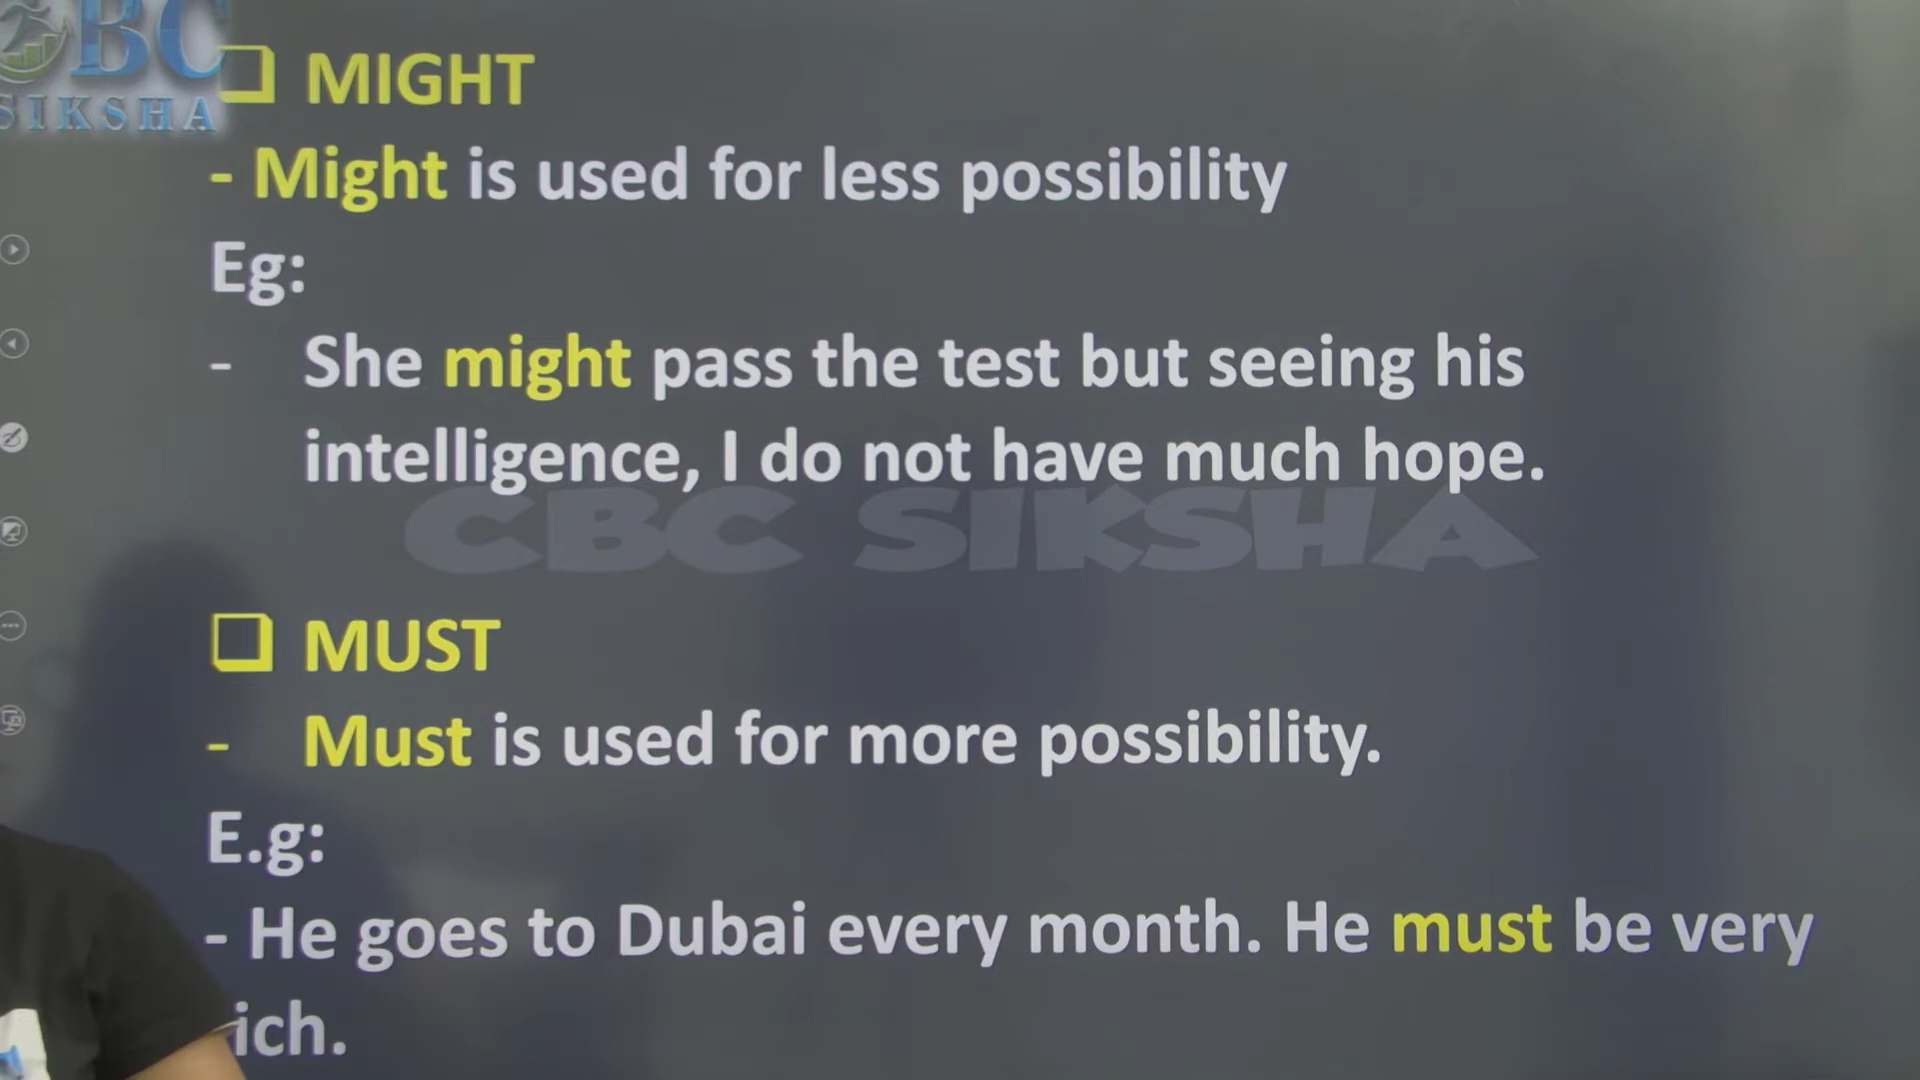 BC
SIKSHA
MIGHT
- Might is used for less possibility
Eg:
- She might pass the test but seeing his
intelligence, I do not have much hope.
CBC SIKSHA
MUST
- Must is used for more possibility.
E.g:
- He goes to Dubai every month. He must be very
ich.